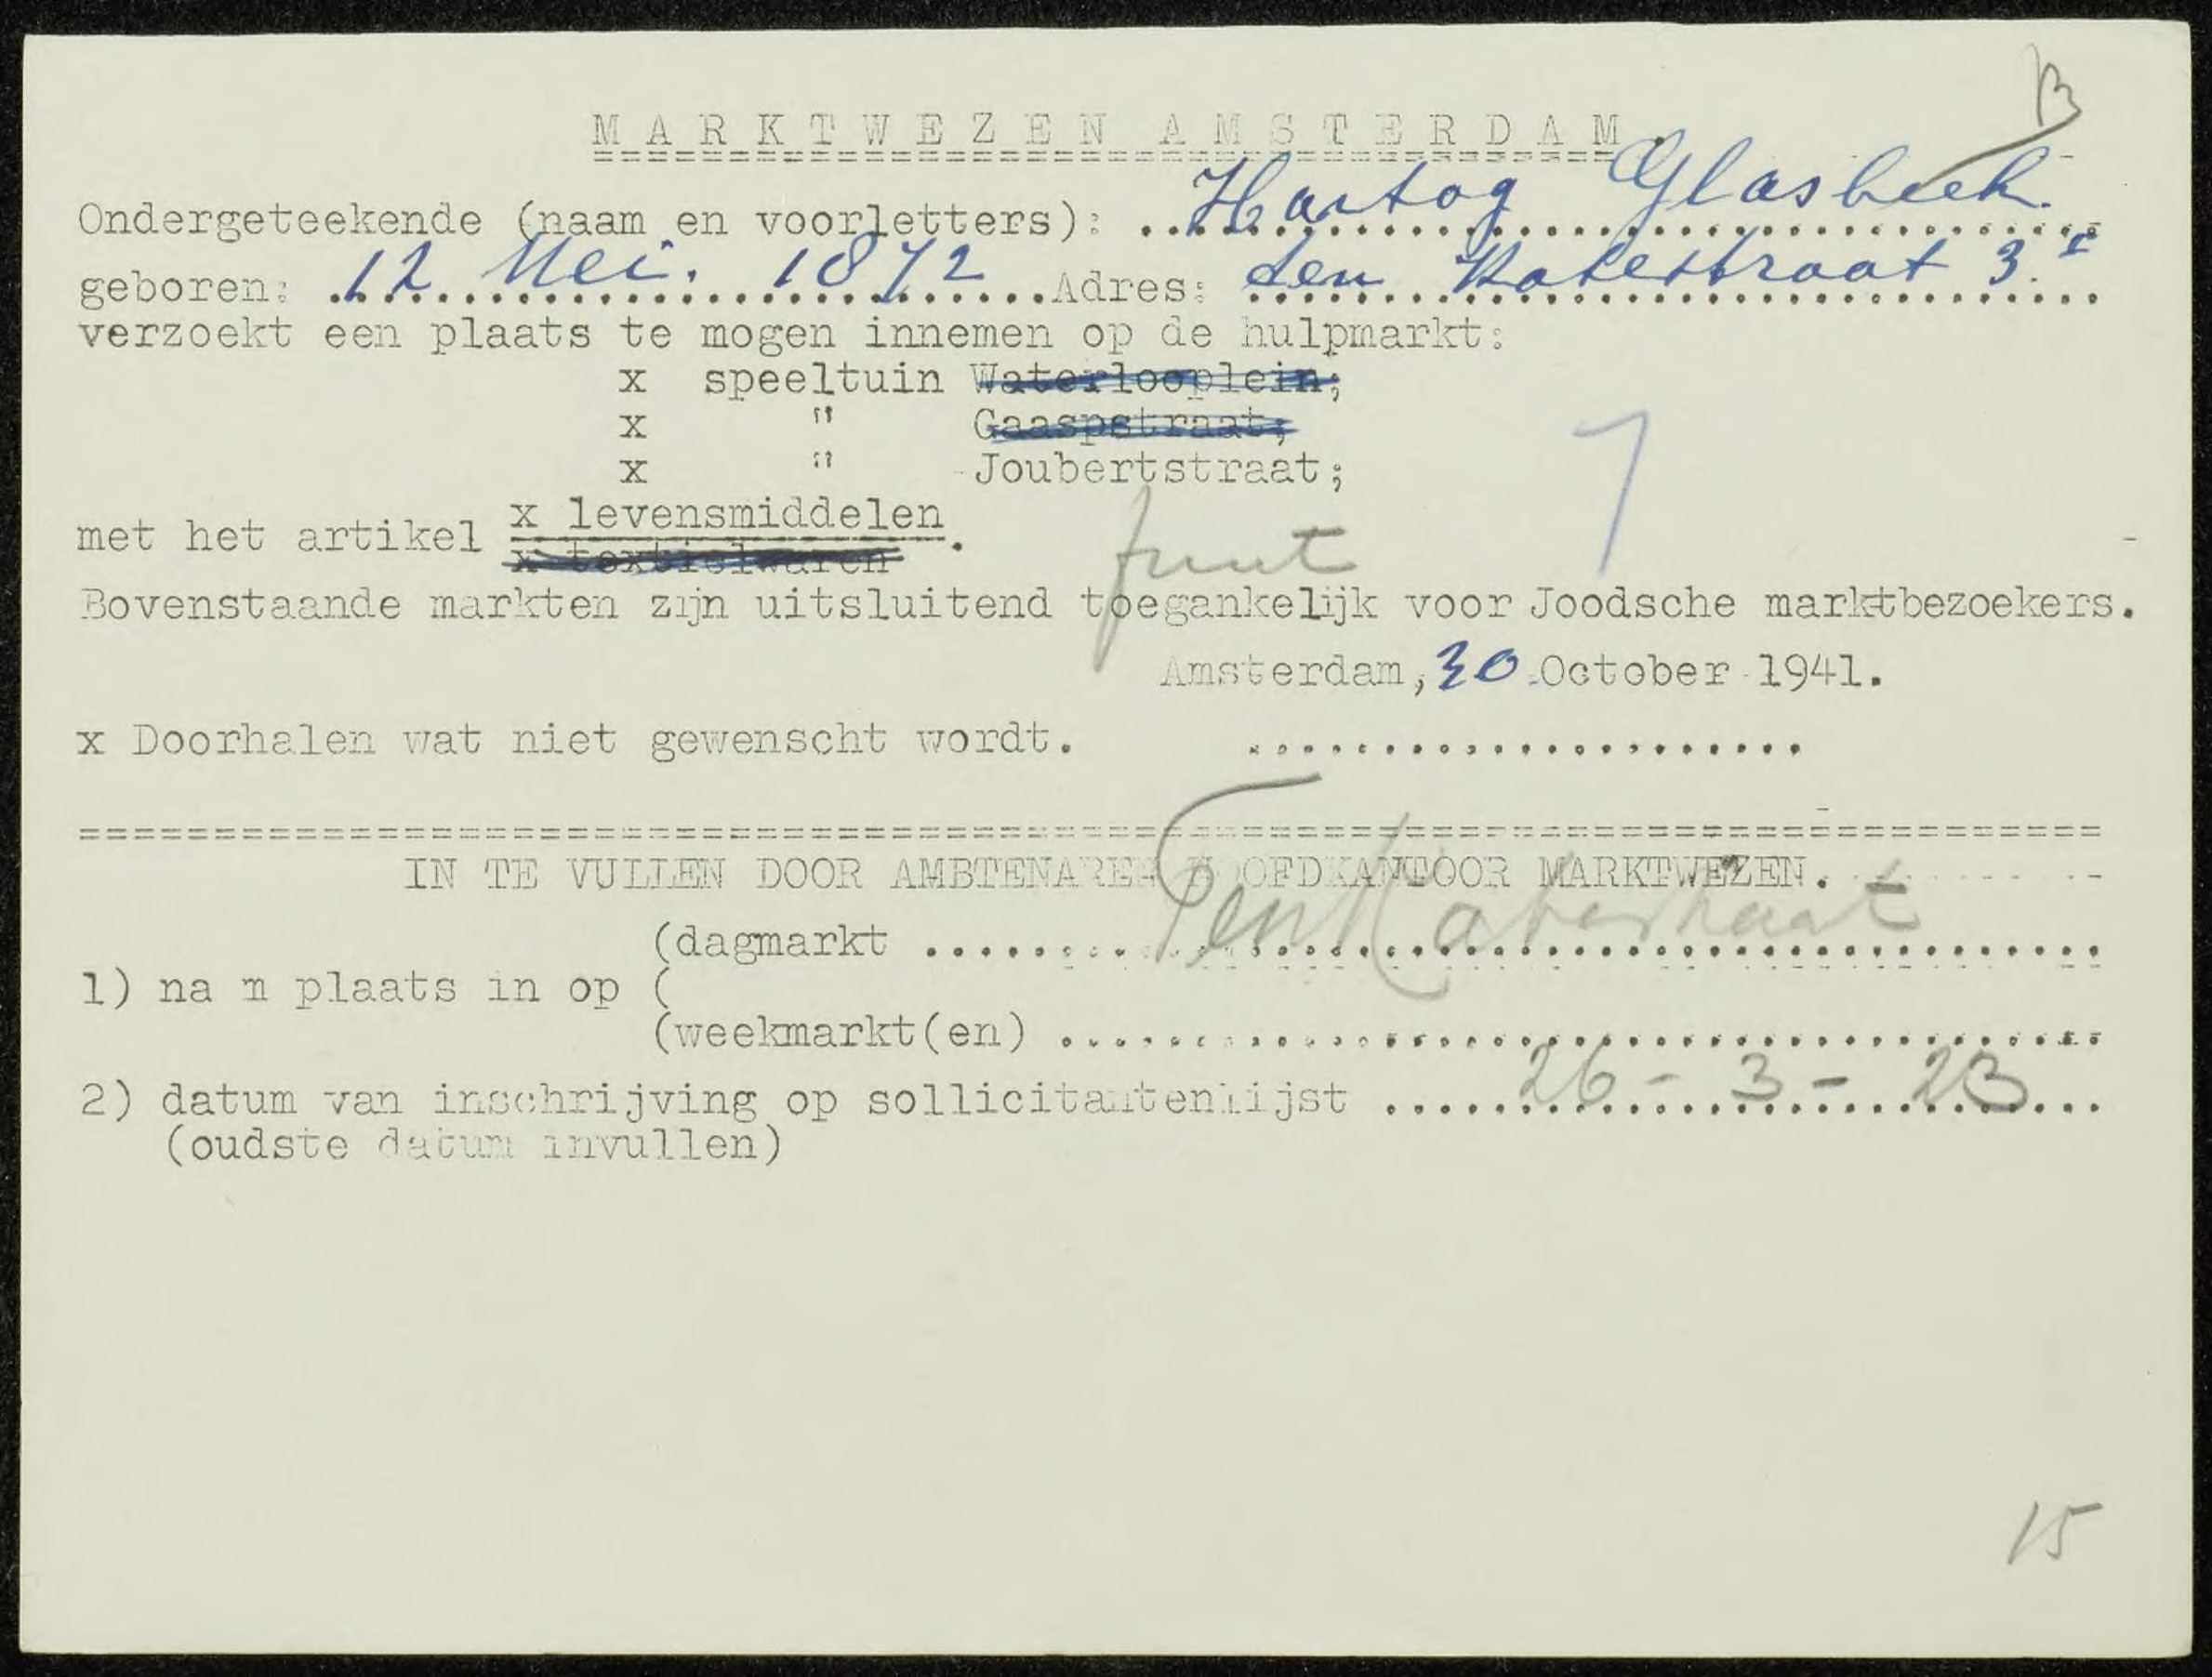 B
MARKTWEZEN AMSTERDAM.
Ondergeteekende (naam en voorletters): Hartog Glasbeek.
geboren: 12 Mei. 1872 Adres: den Katestraat 3.I
verzoekt een plaats te mogen innemen op de hulpmarkt:
x speeltuin Waterlooplein;
x " Gaaspstraat;
x " Joubertstraat;
7
x levensmiddelen
met het artikel
x textielwaren.
fruit
Bovenstaande markten zijn uitsluitend toegankelijk voor Joodsche marktbezoekers.
Amsterdam, 30 October 1941.
x Doorhalen wat niet gewenscht wordt. ....................
IN TE VULLEN DOOR AMBTENAREN HOOFDKANTOOR MARKTWEZEN.
(dagmarkt Ten Katestraat
1) na m plaats in op (
(weekmarkt(en) ....................
2) datum van inschrijving op sollicitantenlijst 26-3-23
(oudste datum invullen)
15